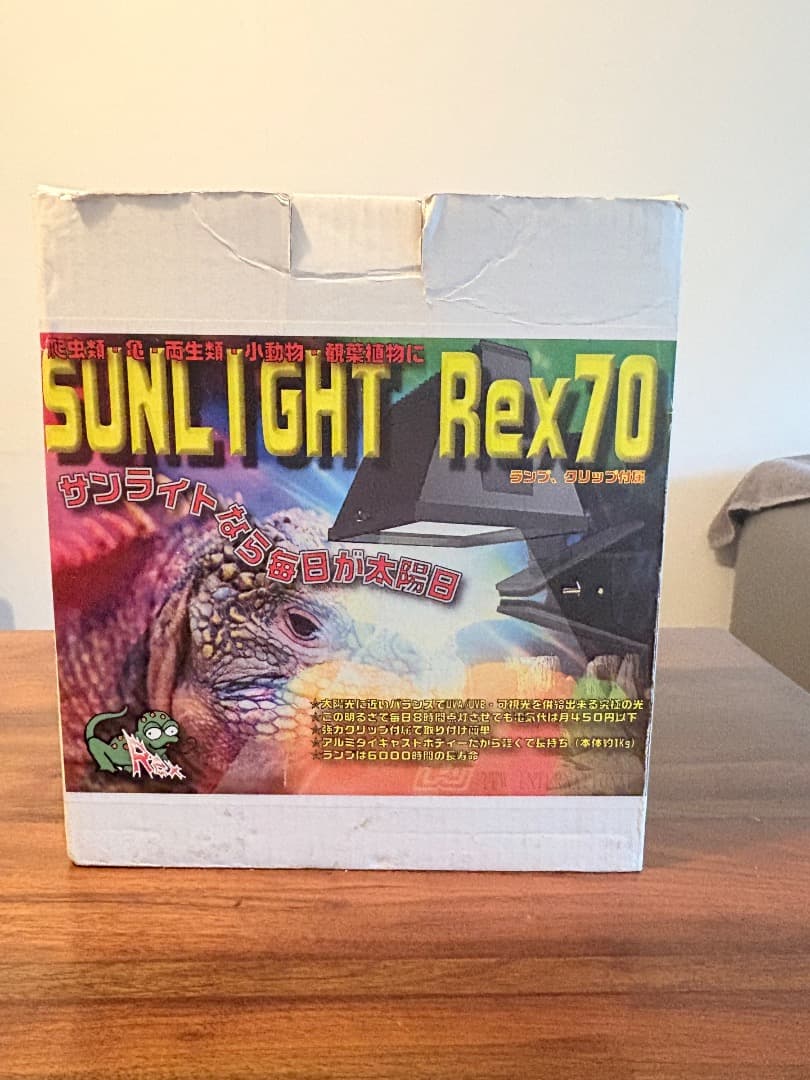 爬虫類・亀・両生類・小動物・観葉植物に
SUNLIGHT Rex70
ランプ、クリップ付属
サンライトなら毎日が太陽日
★太陽光に近いバランスでUVA/UVB・可視光を供給出来る究極の光
★この明るさで毎日8時間点灯させても電気代は月450円以下
★強力クリップ付属で取り付け簡単
★アルミダイキャストボディーだから軽くて長持ち(本体約1Kg)
★ランプは6000時間の長寿命